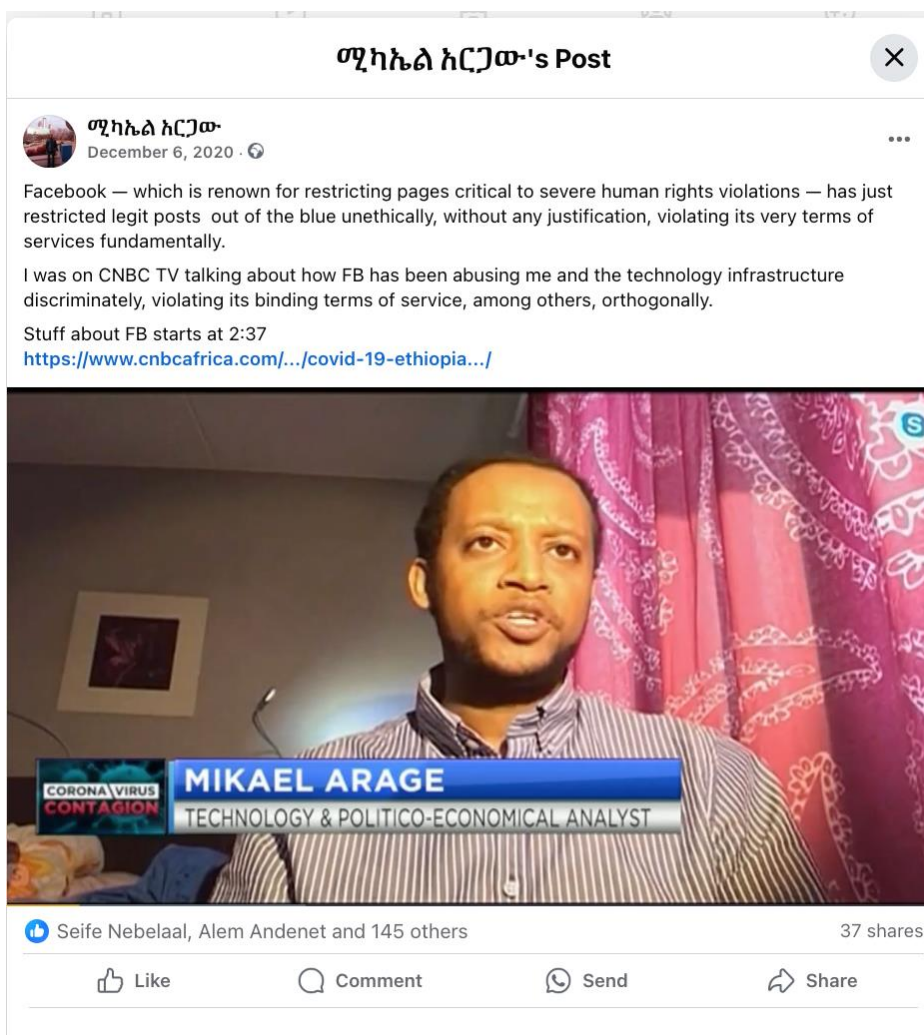 ሚካኤል አርጋው's Post
ሚካኤል አርጋው
December 6, 2020 ·
Facebook — which is renown for restricting pages critical to severe human rights violations — has just
restricted legit posts  out of the blue unethically, without any justification, violating its very terms of
services fundamentally.
I was on CNBC TV talking about how FB has been abusing me and the technology infrastructure
discriminately, violating its binding terms of service, among others, orthogonally.
Stuff about FB starts at 2:37
https://www.cnbcafrica.com/.../covid-19-ethiopia.../
S
CORONAVIRUS
CONTAGION
MIKAEL ARAGE
TECHNOLOGY & POLITICO-ECONOMICAL ANALYST
Seife Nebelaal, Alem Andenet and 145 others
37 shares
Like
Comment
Send
Share